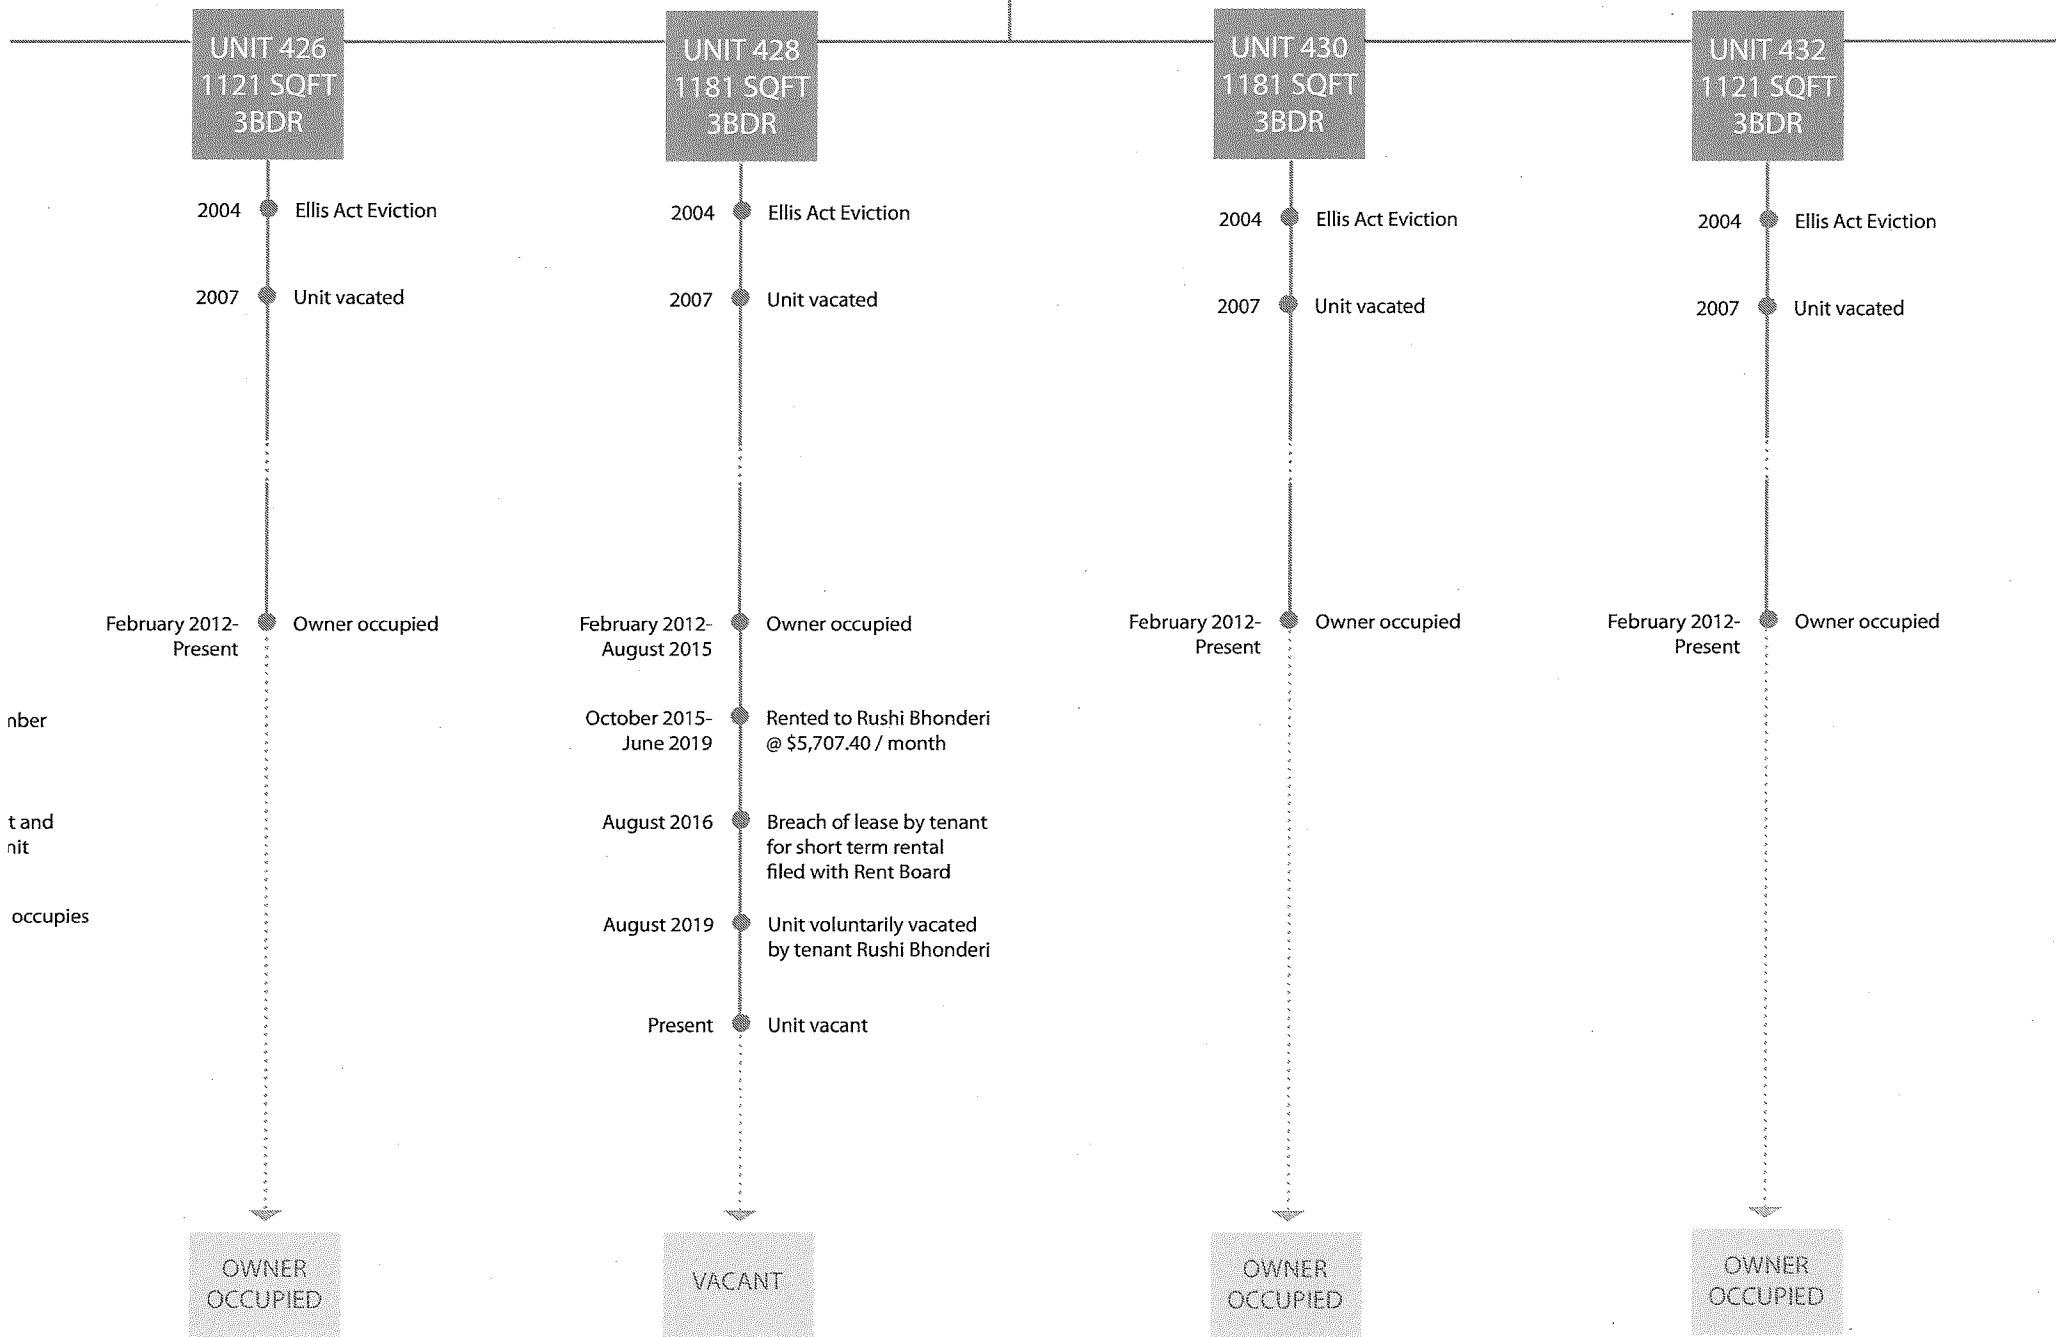 UNIT 426
1121 SQFT
3BDR
2004
Ellis Act Eviction
2007
Unit vacated
February 2012-
Present
Owner occupied
OWNER
OCCUPIED
UNIT 428
1181 SQFT
3BDR
2004
Ellis Act Eviction
2007
Unit vacated
February 2012-
August 2015
Owner occupied
October 2015-
June 2019
Rented to Rushi Bhonderi
@ $5,707.40 / month
August 2016
Breach of lease by tenant
for short term rental
filed with Rent Board
August 2019
Unit voluntarily vacated
by tenant Rushi Bhonderi
Present
Unit vacant
VACANT
UNIT 430
1181 SQFT
3BDR
2004
Ellis Act Eviction
2007
Unit vacated
February 2012-
Present
Owner occupied
OWNER
OCCUPIED
UNIT 432
1121 SQFT
3BDR
2004
Ellis Act Eviction
2007
Unit vacated
February 2012-
Present
Owner occupied
OWNER
OCCUPIED
t and
occupies